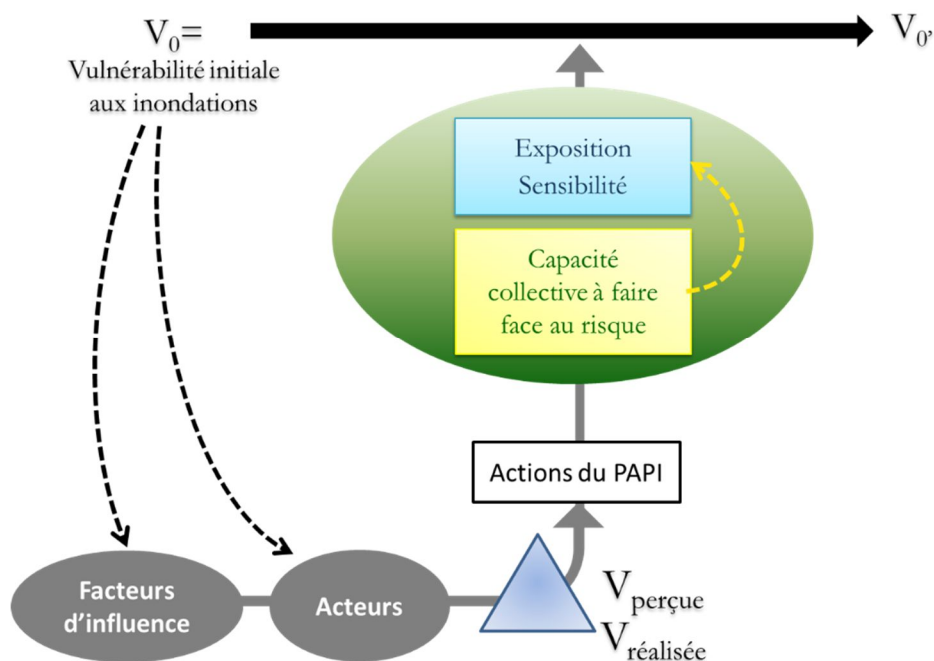 V0=
Vulnérabilité initiale
aux inondations
V0’
Exposition
Sensibilité
Capacité
collective à faire
face au risque
Actions du PAPI
Facteurs
d’influence
Acteurs
Vperçue
Vréalisée